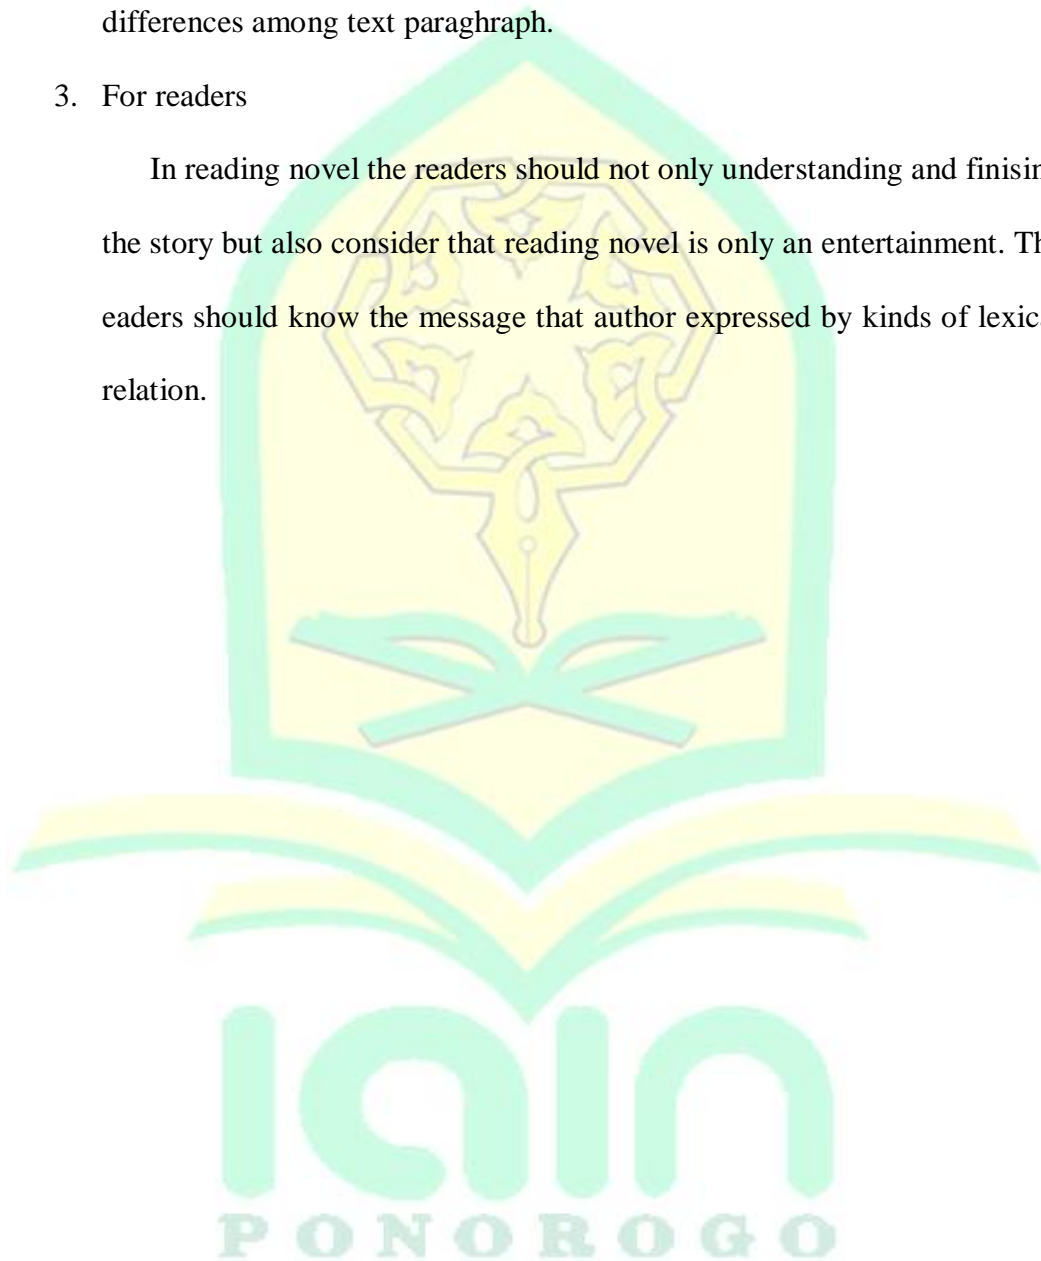 differences among text paraghraph.
3. For readers
In reading novel the readers should not only understanding and finisin
the story but also consider that reading novel is only an entertainment. Th
eaders should know the message that author expressed by kinds of lexic
relation.
iain
PONOROGO